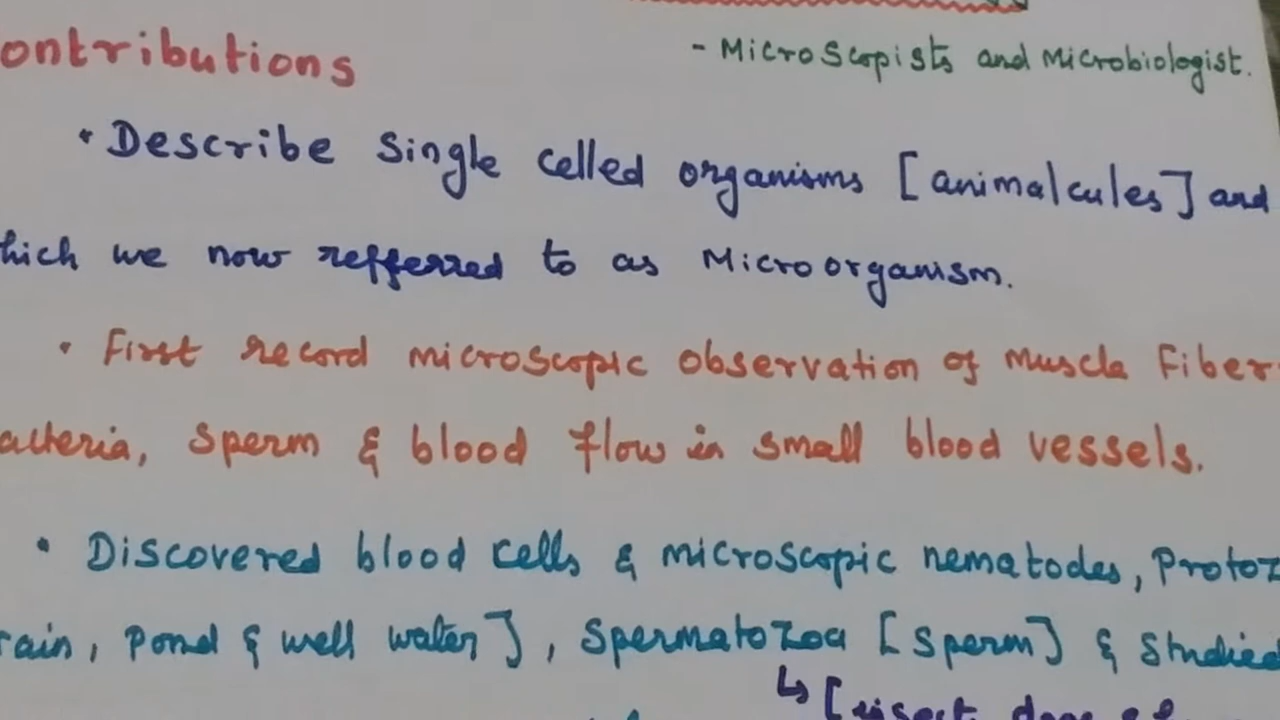 ontributions
- Microscopists and Microbiologist.
• Describe single celled organisms [animalcules] and
hich we now refferred to as Microorganism.
• First record microscopic observation of muscle Fiber
acteria, sperm & blood flow in small blood vessels.
• Discovered blood cells & microscopic nematodes, Protoz
rain, Pond & well water], Spermatozoa [Sperm] & Studied